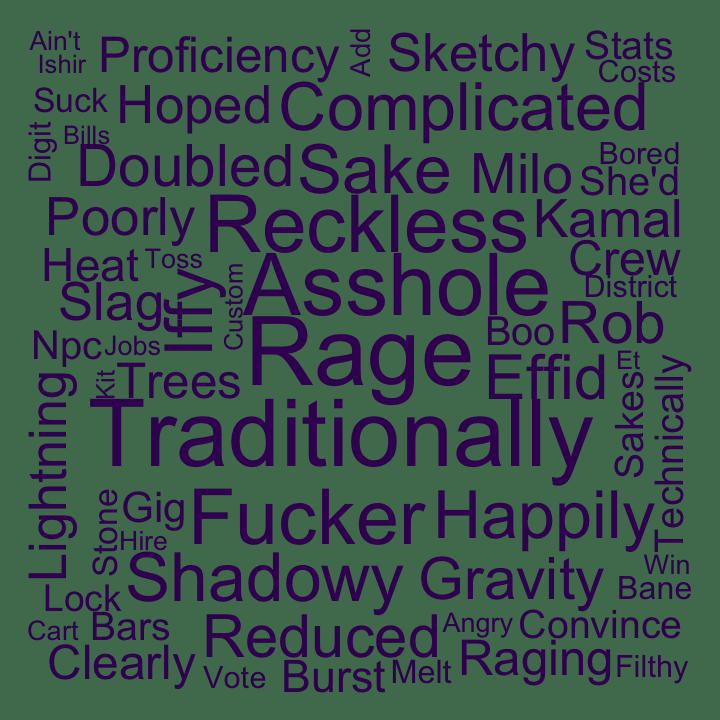 Ain't
Ishir
Proficiency
Add
Sketchy
Stats
Costs
Suck
Hoped
Complicated
Digit
Bills
Doubled
Sake
Milo
Bored
She'd
Poorly
Reckless
Kamal
Heat
Toss
Crew
District
Slag
Iffy
Custom
Asshole
Npc
Jobs
Rage
Boo
Rob
Kit
Trees
Effid
Et
Lightning
Traditionally
Sakes
Technically
Stone
Gig
Hire
Fucker
Happily
Shadowy
Gravity
Win
Bane
Lock
Cart
Bars
Reduced
Angry
Convince
Clearly
Vote
Burst
Melt
Raging
Filthy